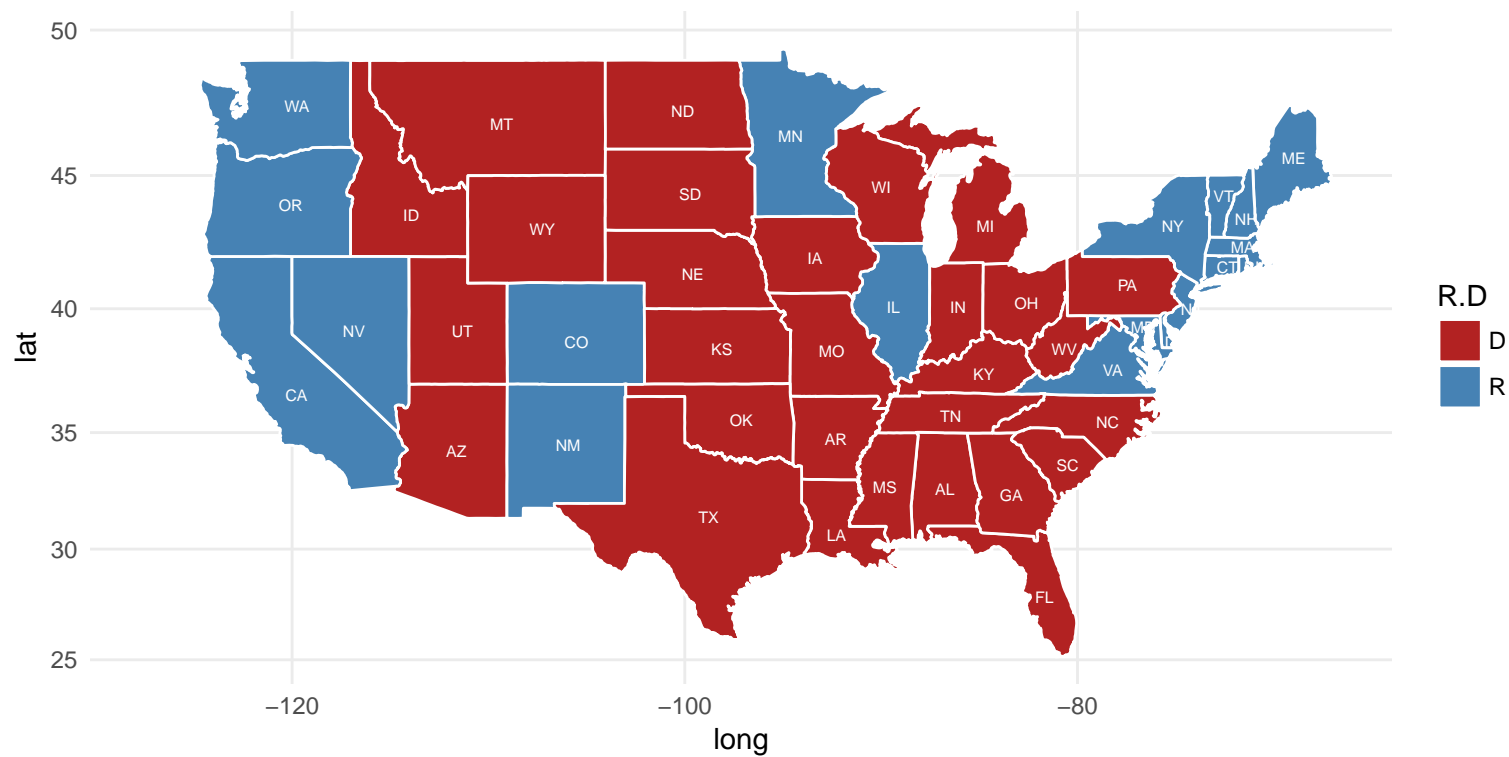 50
45
40
35
30
25
lat
−120
−100
−80
long
WA
MT
ND
MN
ME
OR
ID
WY
SD
WI
MI
NY
VT
NH
MA
CT
IA
NE
PA
NV
UT
CO
KS
MO
IL
IN
OH
WV
VA
CA
AZ
NM
OK
AR
KY
TN
NC
SC
TX
LA
MS
AL
GA
FL
R.D
D
R